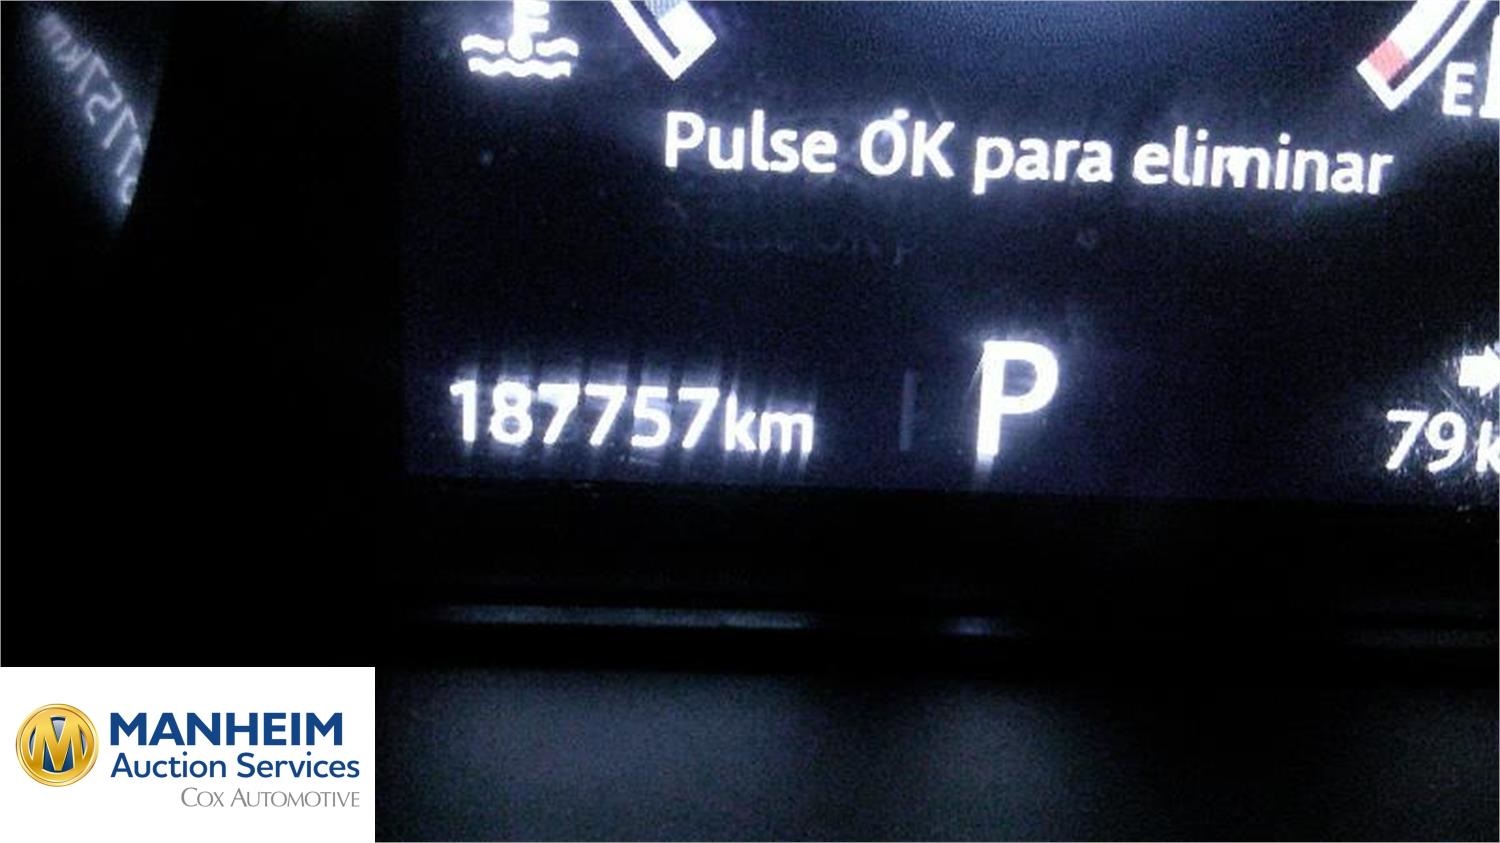 E
Pulse OK para eliminar
187757km
P
79 k
MANHEIM
Auction Services
COX AUTOMOTIVE